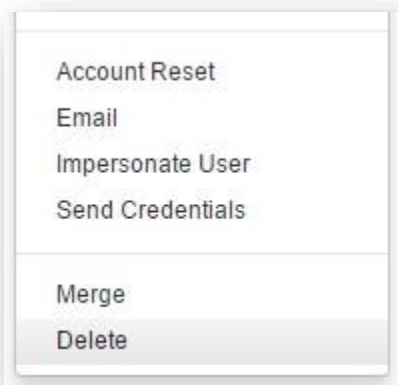 Account Reset
Email
Impersonate User
Send Credentials
Merge
Delete